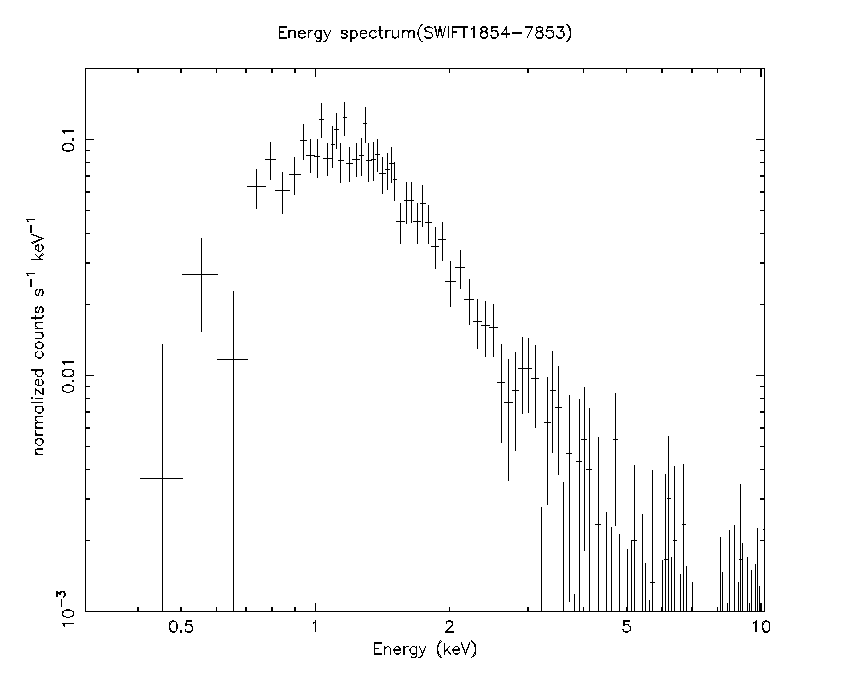 Energy spectrum(SWIFT1854−7853)
normalized counts s⁻¹ keV⁻¹
0.1
0.01
10⁻³
0.5 1 2 5 10
Energy (keV)